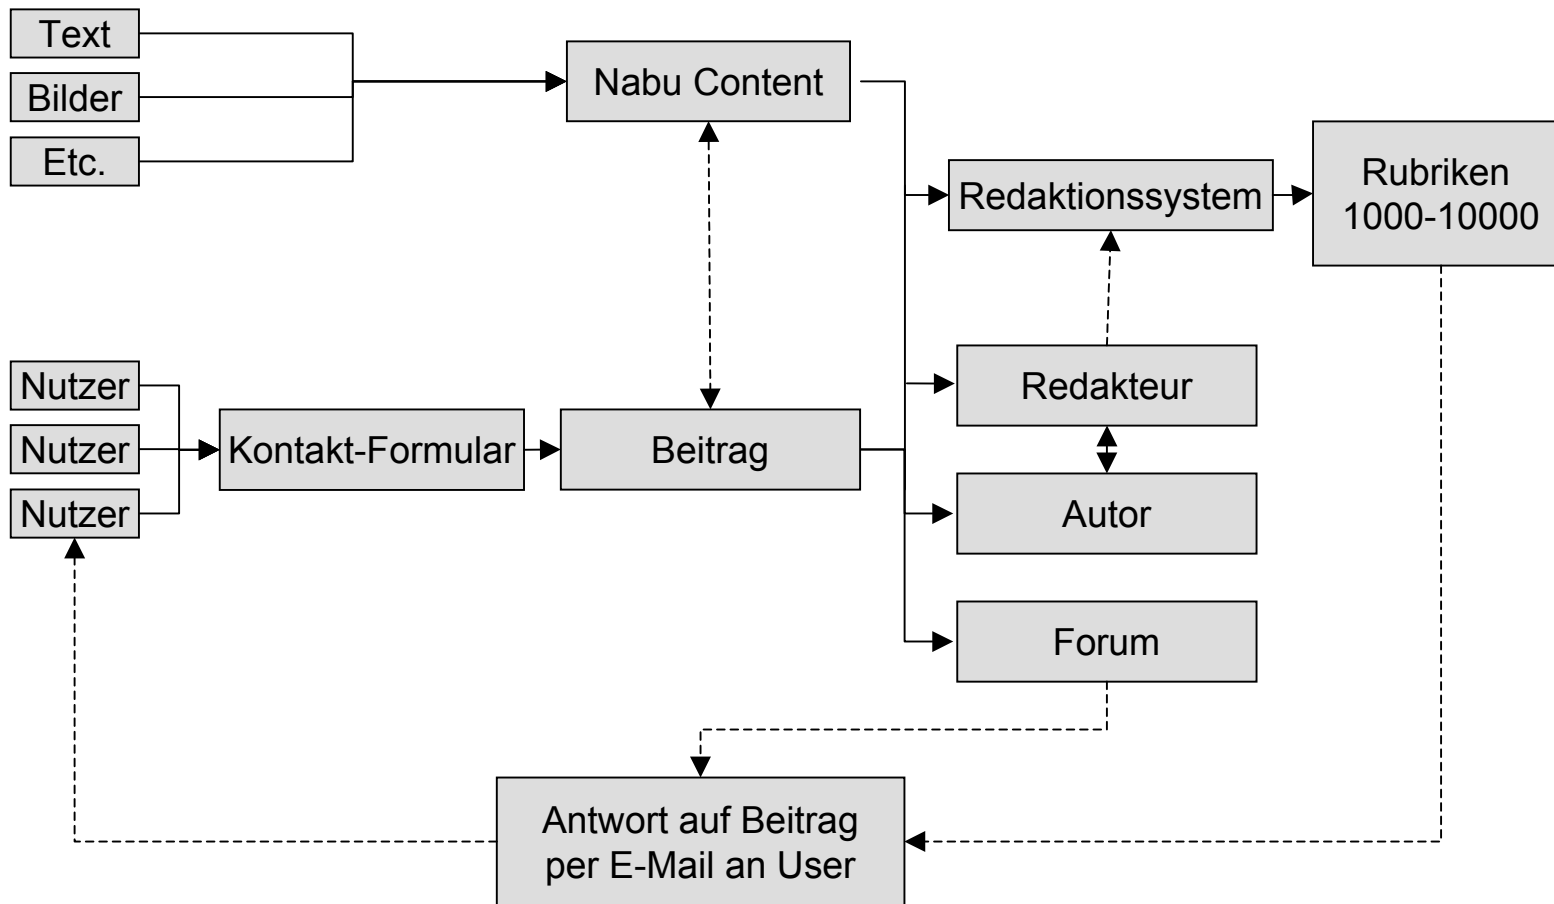 Text
Bilder
Etc.
Nabu Content
Redaktionssystem
Rubriken
1000-10000
Nutzer
Nutzer
Nutzer
Kontakt-Formular
Beitrag
Redakteur
Autor
Forum
Antwort auf Beitrag
per E-Mail an User